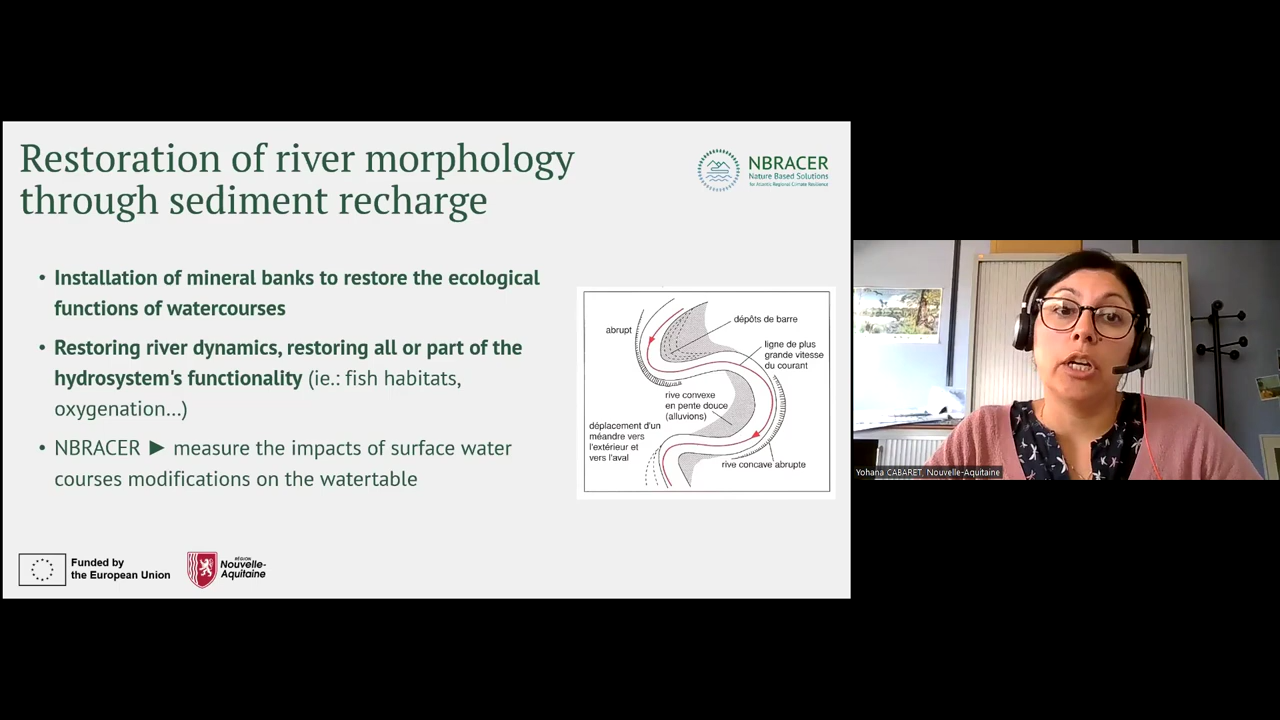 Restoration of river morphology
through sediment recharge
NBRACER
Nature Based Solutions
for Atlantic Regional Climate Resilience
• Installation of mineral banks to restore the ecological
functions of watercourses
• Restoring river dynamics, restoring all or part of the
hydrosystem's functionality (ie.: fish habitats,
oxygenation...)
• NBRACER ► measure the impacts of surface water
courses modifications on the watertable
abrupt
dépôts de barre
ligne de plus
grande vitesse
du courant
rive convexe
en pente douce
(alluvions)
déplacement d'un
méandre vers
l'extérieur et
vers l'aval
rive concave abrupte
Funded by
the European Union
RÉGION
Nouvelle-
Aquitaine
Yohana CABARET, Nouvelle-Aquitaine